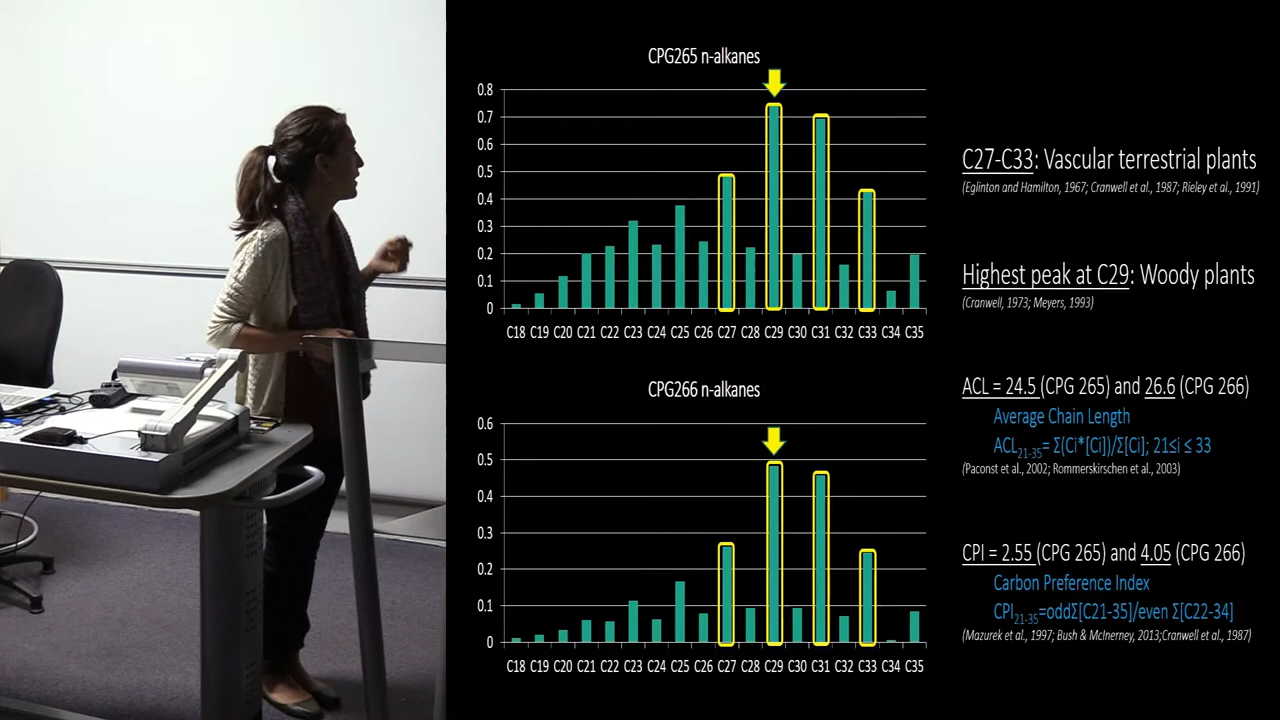 CPG265 n-alkanes
0.8
0.7
0.6
0.5
0.4
0.3
0.2
0.1
0
C18 C19 C20 C21 C22 C23 C24 C25 C26 C27 C28 C29 C30 C31 C32 C33 C34 C35
CPG266 n-alkanes
0.6
0.5
0.4
0.3
0.2
0.1
0
C18 C19 C20 C21 C22 C23 C24 C25 C26 C27 C28 C29 C30 C31 C32 C33 C34 C35
C27-C33: Vascular terrestrial plants
(Eglinton and Hamilton, 1967; Cranwell et al., 1987; Rieley et al., 1991)
Highest peak at C29: Woody plants
(Cranwell, 1973; Meyers, 1993)
ACL = 24.5 (CPG 265) and 26.6 (CPG 266)
Average Chain Length
ACL21-35= Σ(Ci*[Ci])/Σ[Ci]; 21≤i ≤ 33
(Paconst et al., 2002; Rommerskirschen et al., 2003)
CPI = 2.55 (CPG 265) and 4.05 (CPG 266)
Carbon Preference Index
CPI21-35=oddΣ[C21-35]/even Σ[C22-34]
(Mazurek et al., 1997; Bush & McInerney, 2013;Cranwell et al., 1987)